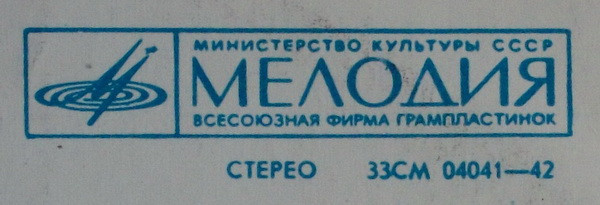 МИНИСТЕРСТВО КУЛЬТУРЫ СССР
МЕЛОДИЯ
ВСЕСОЮЗНАЯ ФИРМА ГРАМПЛАСТИНОК
СТЕРЕО 33СМ 04041—42